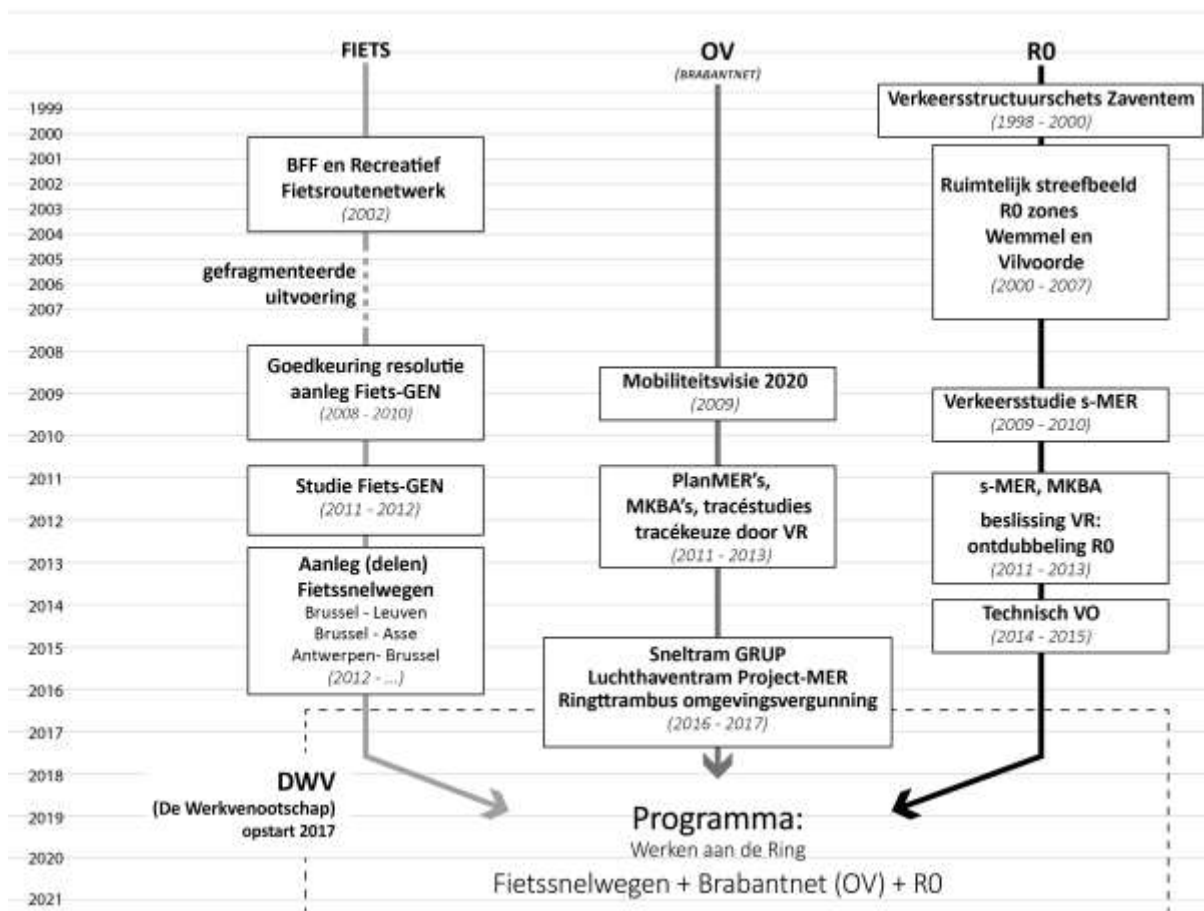 FIETS
OV
(BRABANTNET)
R0
1999
2000
2001
2002
2003
2004
2005
2006
2007
2008
2009
2010
2011
2012
2013
2014
2015
2016
2017
2018
2019
2020
2021
BFF en Recreatief
Fietsroutenetwerk
(2002)
gefragmenteerde
uitvoering
Goedkeuring resolutie
aanleg Fiets-GEN
(2008 - 2010)
Studie Fiets-GEN
(2011 - 2012)
Aanleg (delen)
Fietssnelwegen
Brussel - Leuven
Brussel - Asse
Antwerpen- Brussel
(2012 - ...)
Mobiliteitsvisie 2020
(2009)
PlanMER's,
MKBA's, tracéstudies
tracékeuze door VR
(2011 - 2013)
Sneltram GRUP
Luchthaventram Project-MER
Ringttrambus omgevingsvergunning
(2016 - 2017)
Verkeersstructuurschets Zaventem
(1998 - 2000)
Ruimtelijk streefbeeld
R0 zones
Wemmel en
Vilvoorde
(2000 - 2007)
Verkeersstudie s-MER
(2009 - 2010)
s-MER, MKBA
beslissing VR:
ontdubbeling R0
(2011 - 2013)
Technisch VO
(2014 - 2015)
DWV
(De Werkvenootschap)
opstart 2017
Programma:
Werken aan de Ring
Fietssnelwegen + Brabantnet (OV) + R0